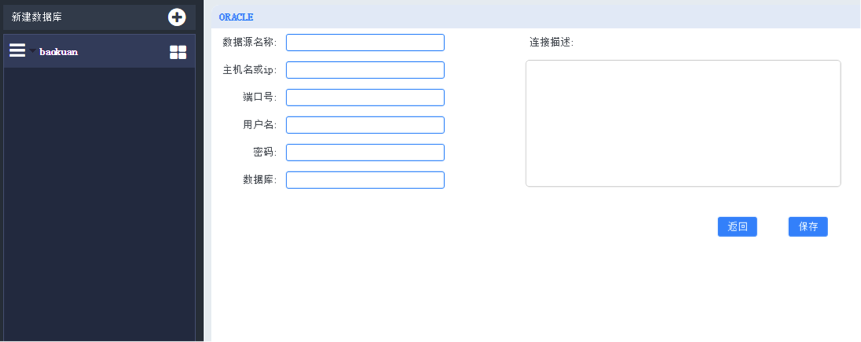 新建数据库
baokuan
ORACLE
数据源名称:
主机名或ip:
端口号:
用户名:
密码:
数据库:
连接描述:
返回
保存